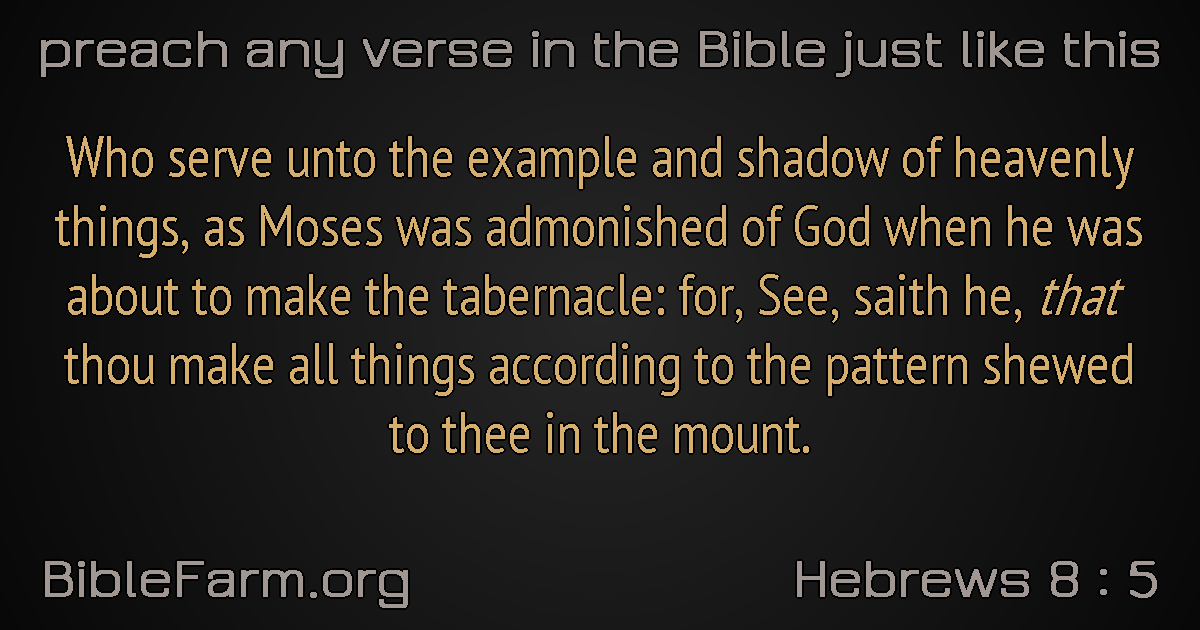 preach any verse in the Bible just like this
Who serve unto the example and shadow of heavenly
things, as Moses was admonished of God when he was
about to make the tabernacle: for, See, saith he, that
thou make all things according to the pattern shewed
to thee in the mount.
BibleFarm.org
Hebrews 8 : 5